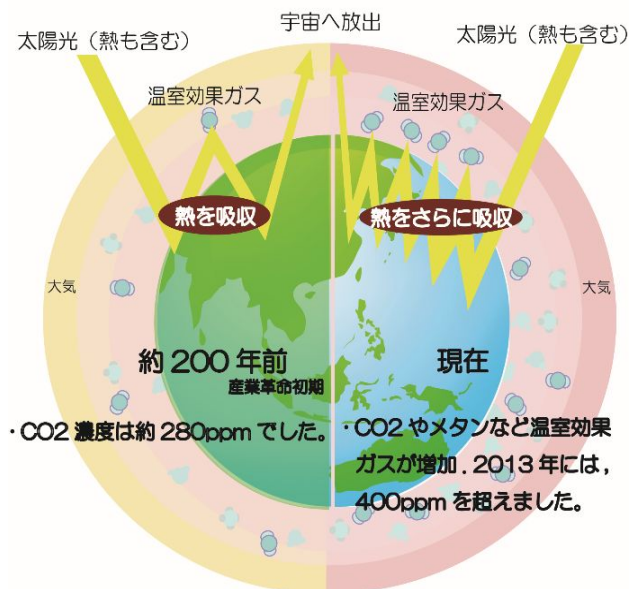 宇宙へ放出
太陽光（熱も含む）
太陽光（熱も含む）
温室効果ガス
温室効果ガス
熱を吸収
熱をさらに吸収
大気
大気
約200年前
産業革命初期
現在
・CO2濃度は約280ppmでした。
・CO2やメタンなど温室効果
ガスが増加．2013年には，
400ppmを超えました。